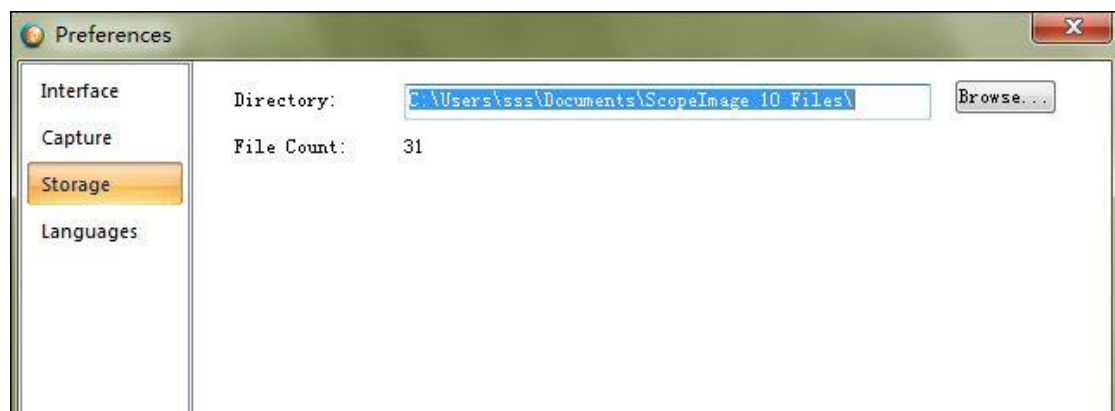 Preferences
Interface
Capture
Storage
Languages
Directory: C:\Users\sss\Documents\ScopeImage 10 Files\ Browse...
File Count: 31